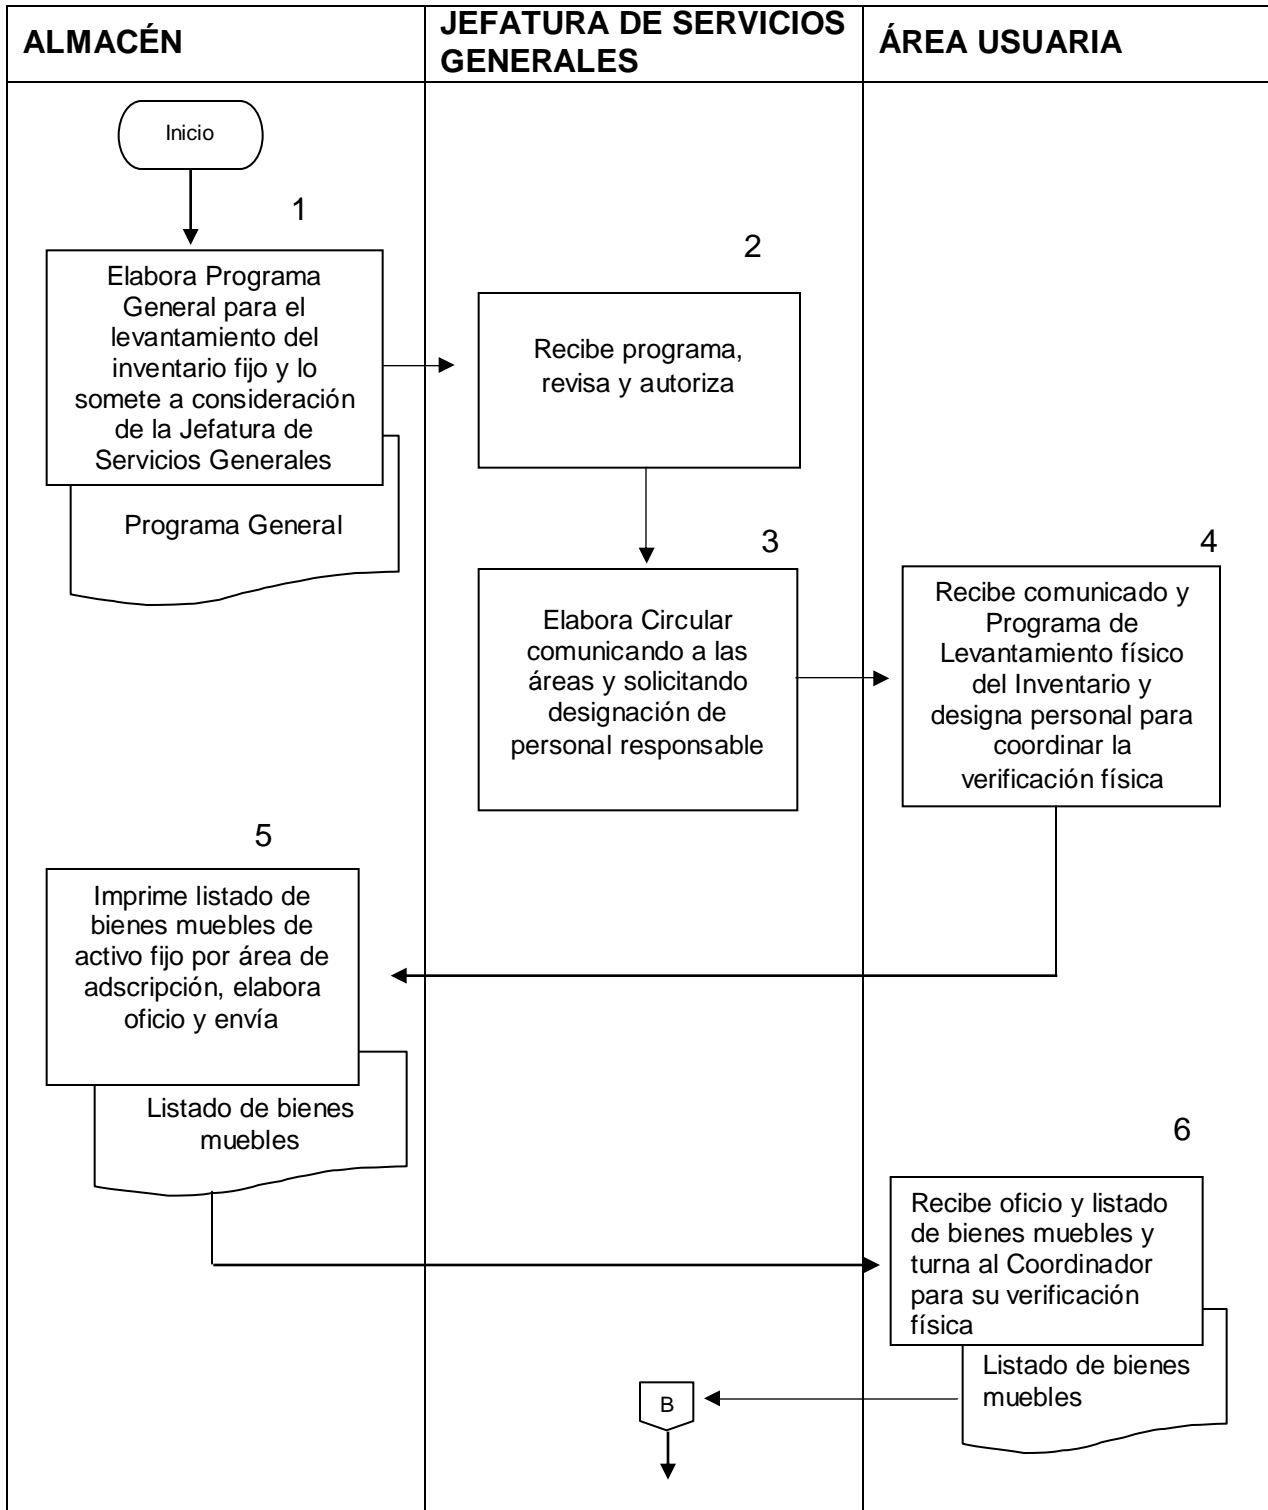 ALMACÉN
JEFATURA DE SERVICIOS
GENERALES
ÁREA USUARIA
Inicio
1
Elabora Programa
General para el
levantamiento del
inventario fijo y lo
somete a consideración
de la Jefatura de
Servicios Generales
Programa General
2
Recibe programa,
revisa y autoriza
3
Elabora Circular
comunicando a las
áreas y solicitando
designación de
personal responsable
4
Recibe comunicado y
Programa de
Levantamiento físico
del Inventario y
designa personal para
coordinar la
verificación física
5
Imprime listado de
bienes muebles de
activo fijo por área de
adscripción, elabora
oficio y envía
Listado de bienes
muebles
6
Recibe oficio y listado
de bienes muebles y
turna al Coordinador
para su verificación
física
Listado de bienes
muebles
B